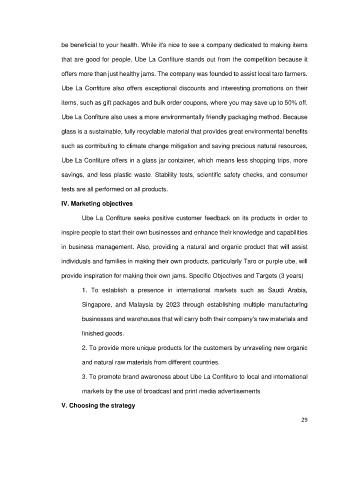 be beneficial to your health. While it's nice to see a company dedicated to making items
that are good for people, Ube La Confiture stands out from the competition because it
offers more than just healthy jams. The company was founded to assist local taro farmers.
Ube La Confiture also offers exceptional discounts and interesting promotions on their
items, such as gift packages and bulk order coupons, where you may save up to 50% off.
Ube La Confiture also uses a more environmentally friendly packaging method. Because
glass is a sustainable, fully recyclable material that provides great environmental benefits
such as contributing to climate change mitigation and saving precious natural resources,
Ube La Confiture offers in a glass jar container, which means less shopping trips, more
savings, and less plastic waste. Stability tests, scientific safety checks, and consumer
tests are all performed on all products.
IV. Marketing objectives
Ube La Confiture seeks positive customer feedback on its products in order to
inspire people to start their own businesses and enhance their knowledge and capabilities
in business management. Also, providing a natural and organic product that will assist
individuals and families in making their own products, particularly Taro or purple ube, will
provide inspiration for making their own jams. Specific Objectives and Targets (3 years)
1. To establish a presence in international markets such as Saudi Arabia,
Singapore, and Malaysia by 2023 through establishing multiple manufacturing
businesses and warehouses that will carry both their company's raw materials and
finished goods.
2. To provide more unique products for the customers by unraveling new organic
and natural raw materials from different countries.
3. To promote brand awareness about Ube La Confiture to local and international
markets by the use of broadcast and print media advertisements
V. Choosing the strategy
29